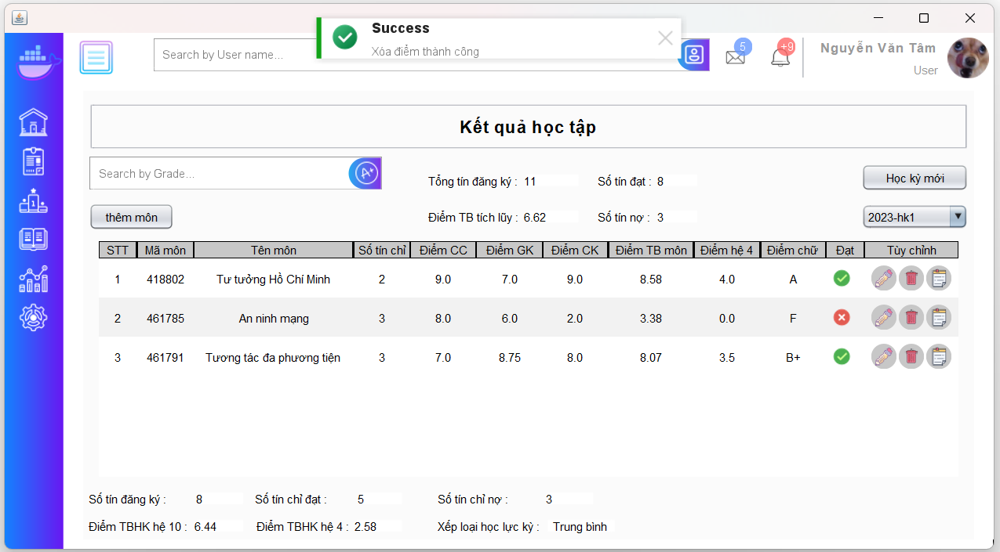 Success
Xóa điểm thành công
Search by User name...
5
+9
Nguyễn Văn Tâm
User
Kết quả học tập
Search by Grade...
A+
Tổng tín đăng ký : 11 Số tín đạt : 8
Học kỳ mới
thêm môn
Điểm TB tích lũy : 6.62 Số tín nợ : 3
2023-hk1
STT Mã môn Tên môn Số tín chỉ Điểm CC Điểm GK Điểm CK Điểm TB môn Điểm hệ 4 Điểm chữ Đạt Tùy chỉnh
1 418802 Tư tưởng Hồ Chí Minh 2 9.0 7.0 9.0 8.58 4.0 A
2 461785 An ninh mạng 3 8.0 6.0 2.0 3.38 0.0 F
3 461791 Tương tác đa phương tiện 3 7.0 8.75 8.0 8.07 3.5 B+
Số tín đăng ký : 8 Số tín chỉ đạt : 5 Số tín chỉ nợ : 3
Điểm TBHK hệ 10 : 6.44 Điểm TBHK hệ 4 : 2.58 Xếp loại học lực kỳ : Trung bình